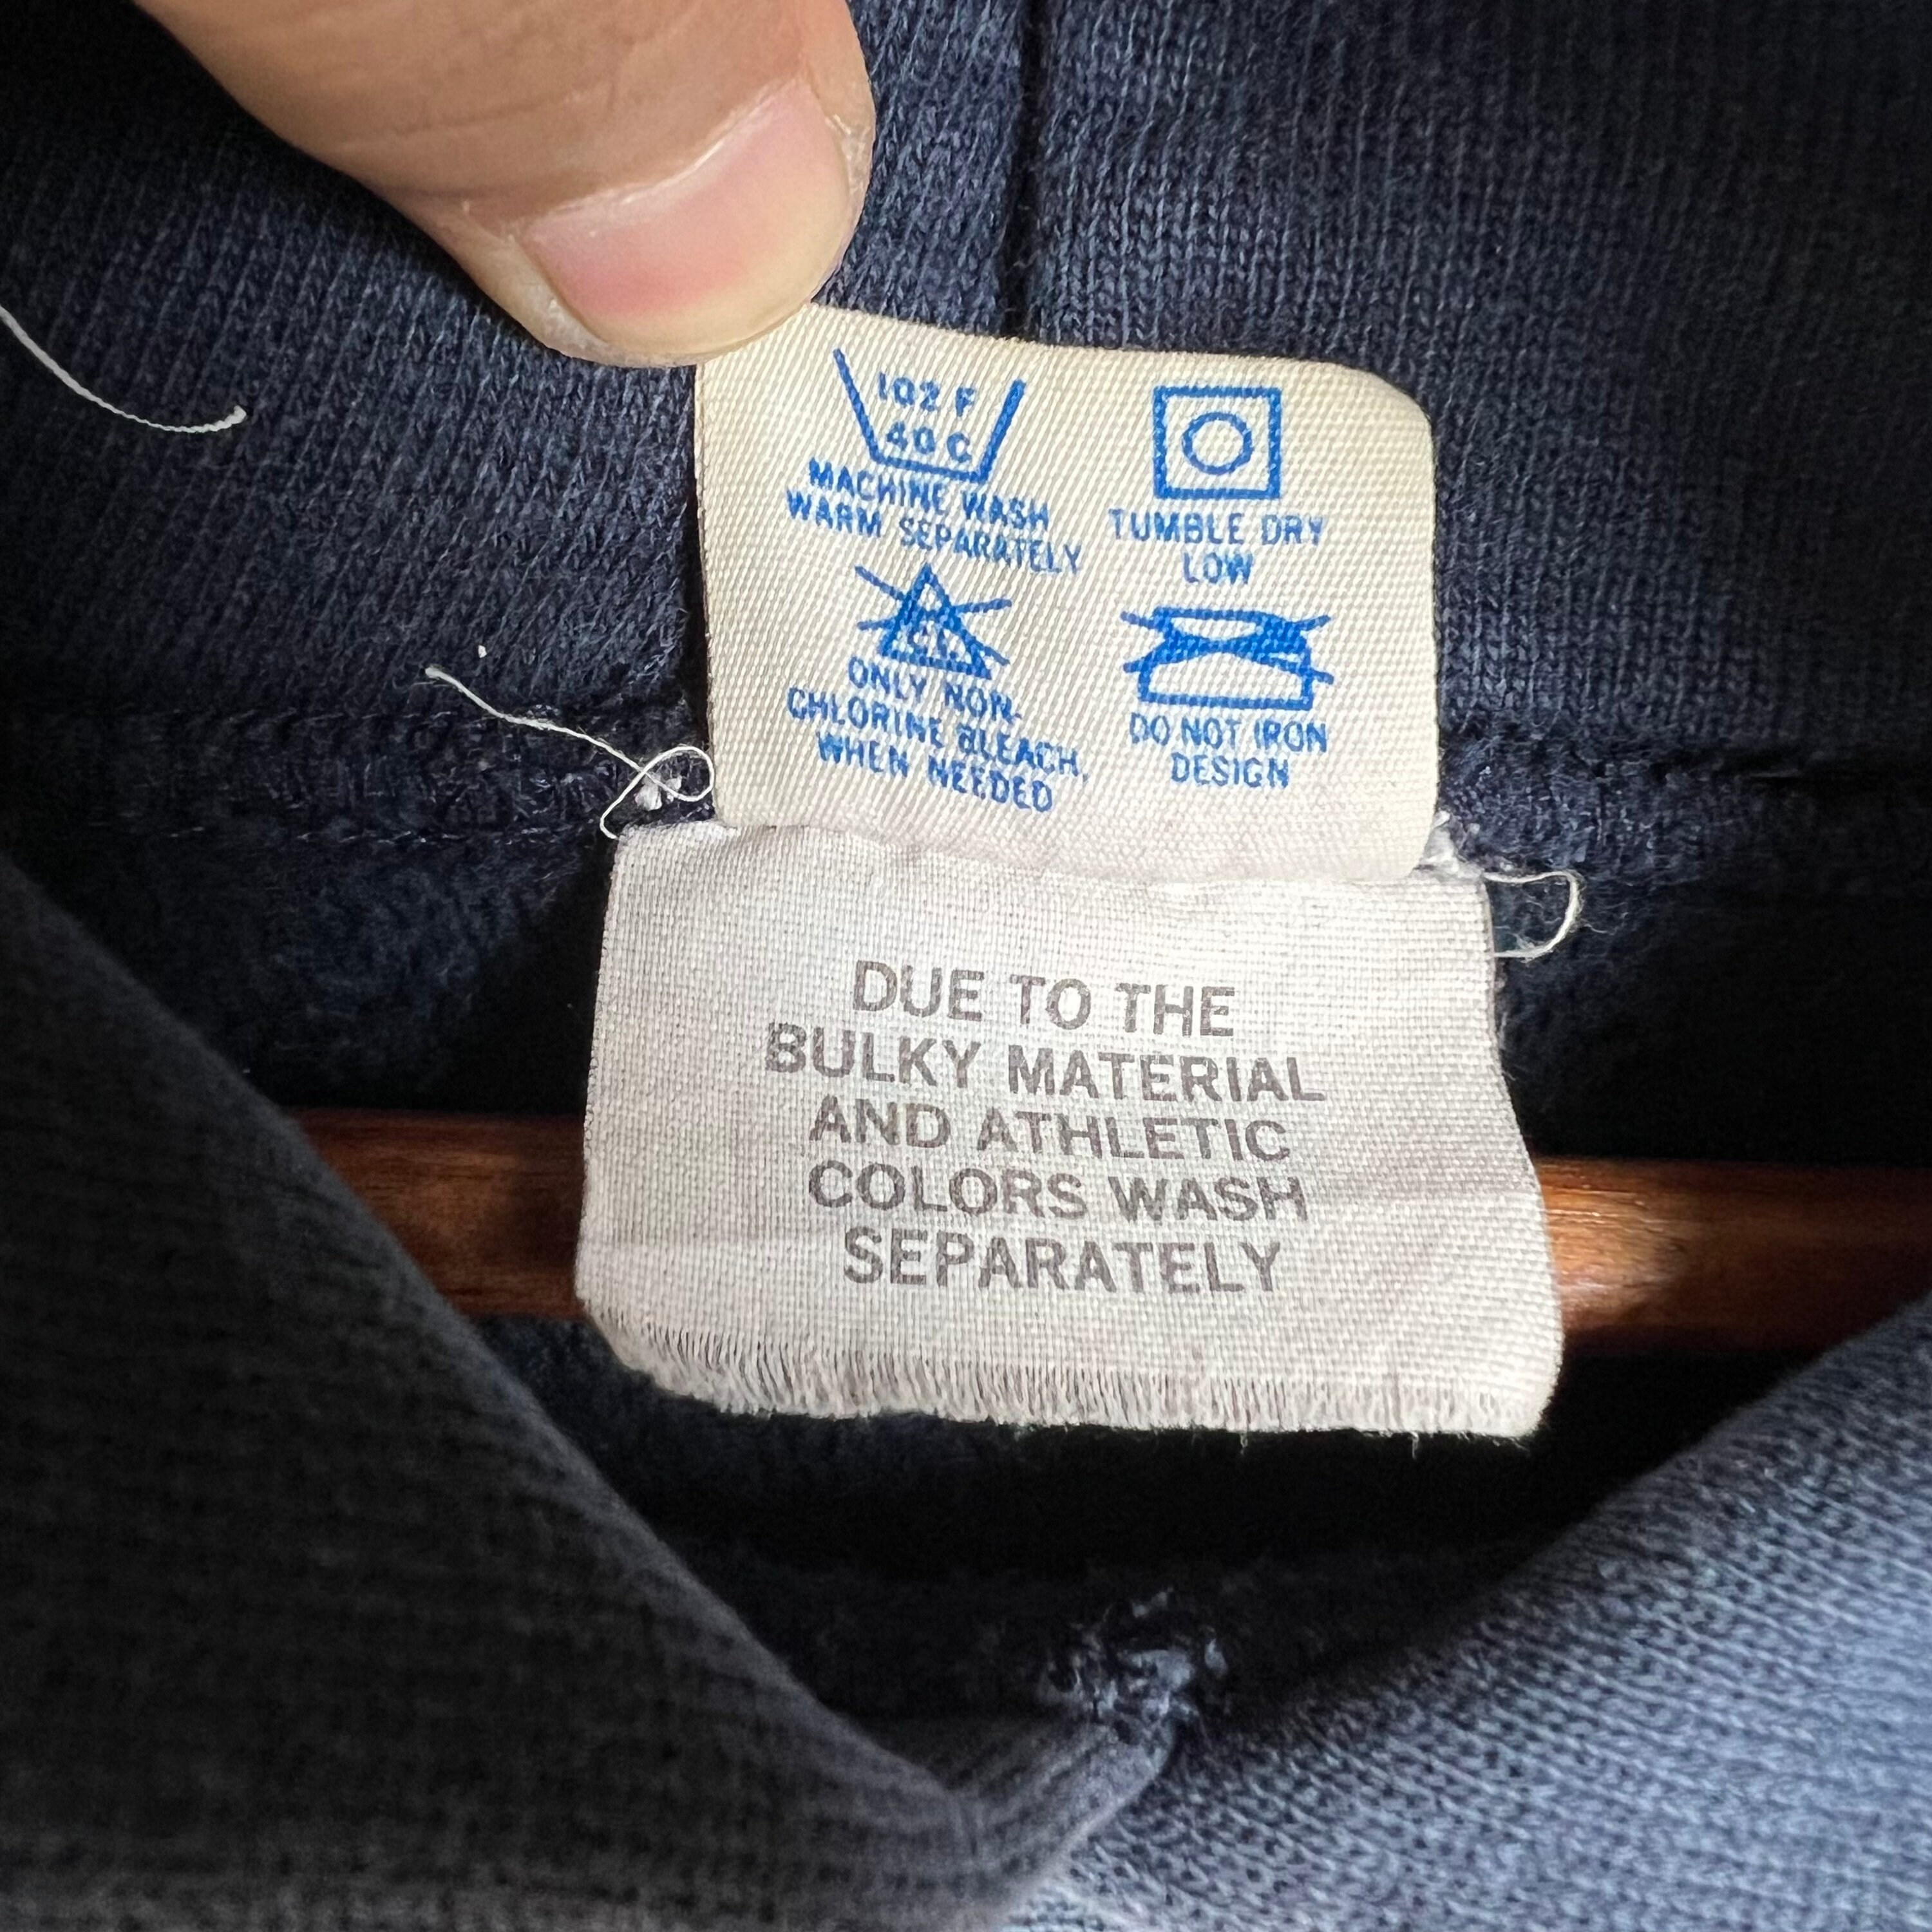 102 F
40 C
MACHINE WASH
WARM SEPARATELY
TUMBLE DRY
LOW
CL
ONLY NON-
CHLORINE BLEACH,
WHEN NEEDED
DO NOT IRON
DESIGN
DUE TO THE
BULKY MATERIAL
AND ATHLETIC
COLORS WASH
SEPARATELY